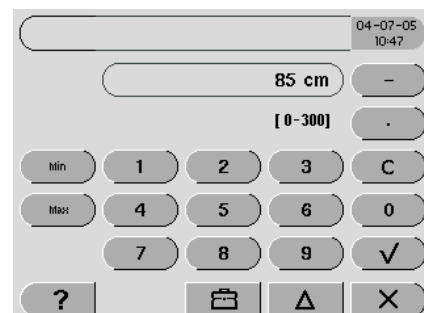 04-07-05
10:47
85 cm −
[ 0-300] .
Min 1 2 3 C
Max 4 5 6 0
7 8 9 √
? Δ X